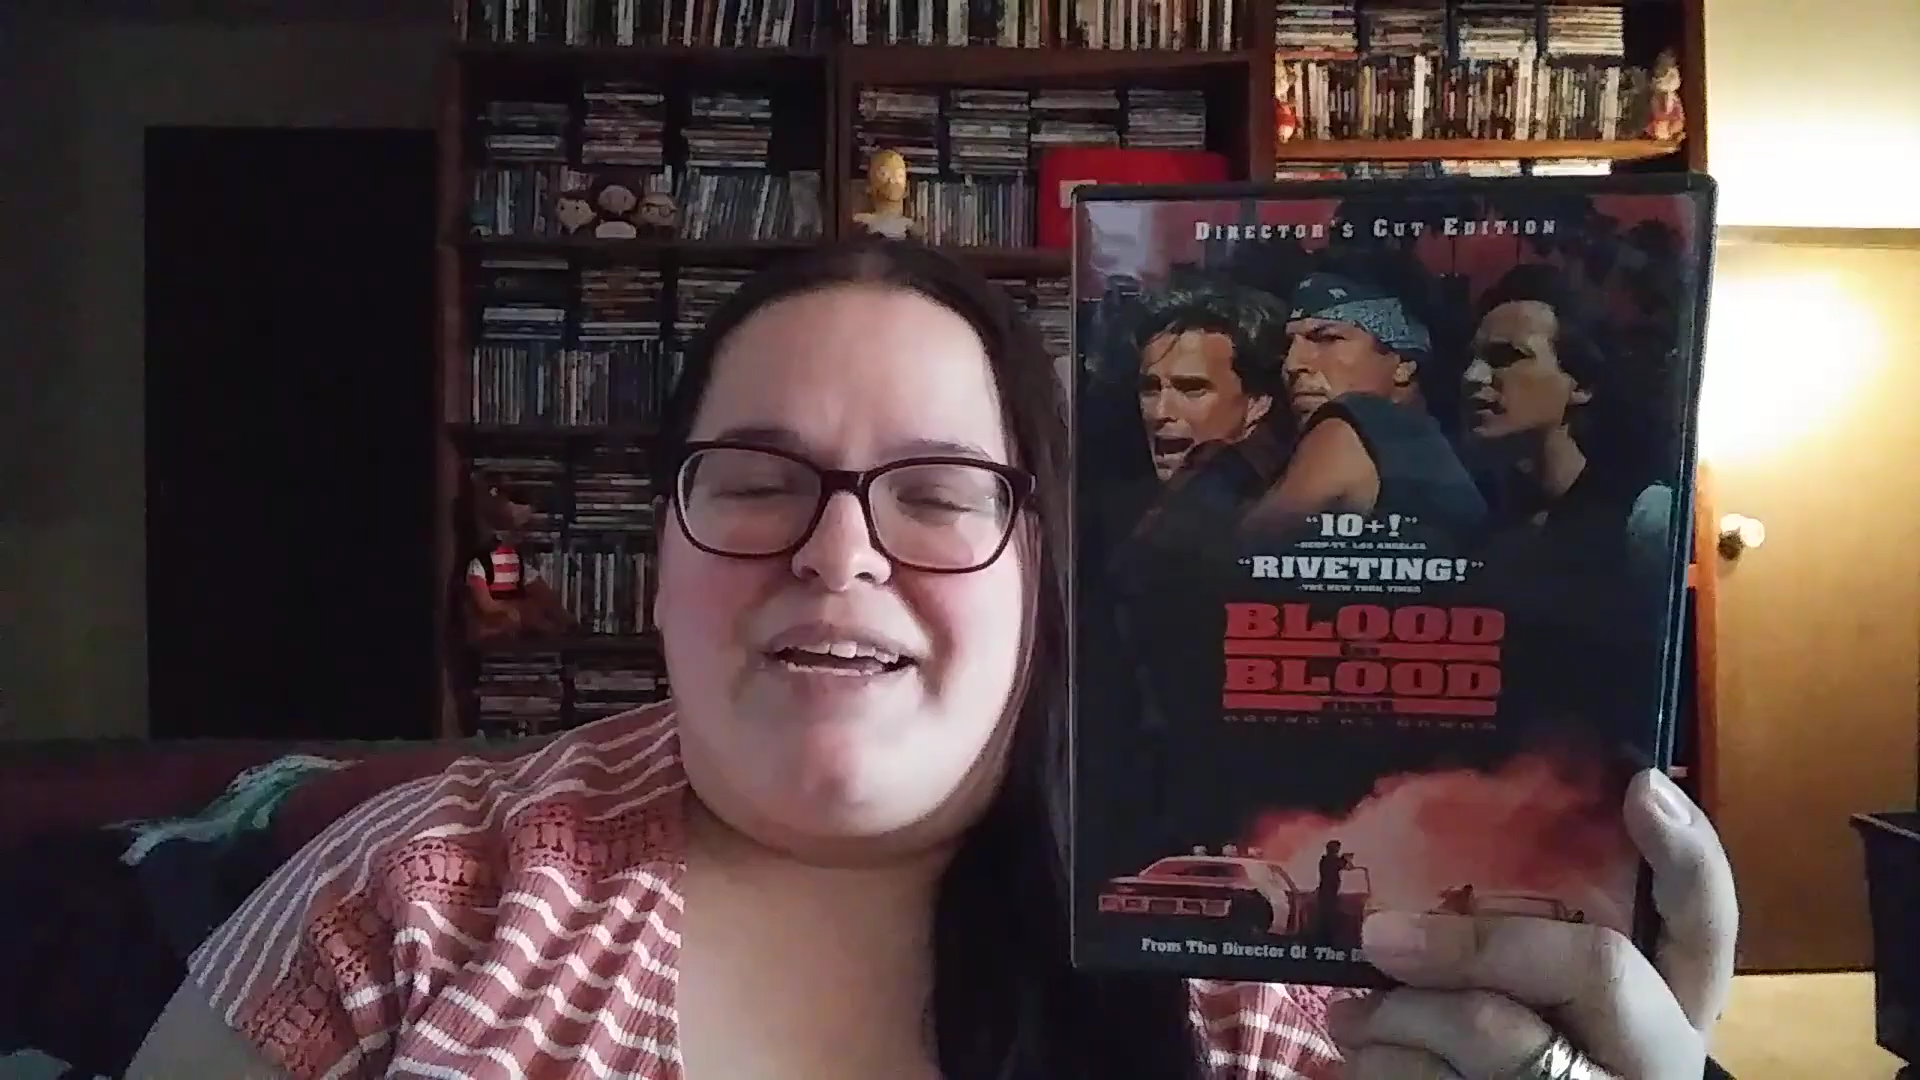 DIRECTOR'S CUT EDITION
"10+!"
"RIVETING!"
-THE NEW YORK TIMES
BLOOD
BLOOD
From The Director Of The